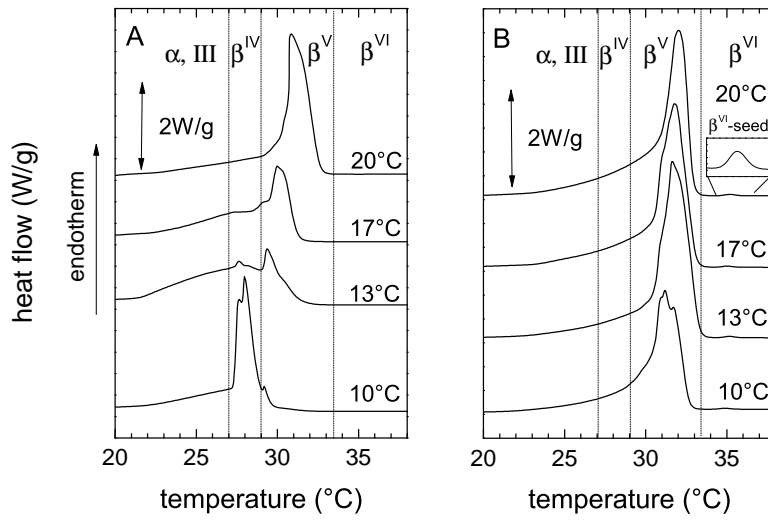 A
α, III
β^IV
β^V
β^VI
2W/g
20°C
17°C
13°C
10°C
heat flow (W/g)
endotherm
20
25
30
35
temperature (°C)
B
α, III
β^IV
β^V
β^VI
20°C
2W/g
β^VI-seed
17°C
13°C
10°C
20
25
30
35
temperature (°C)